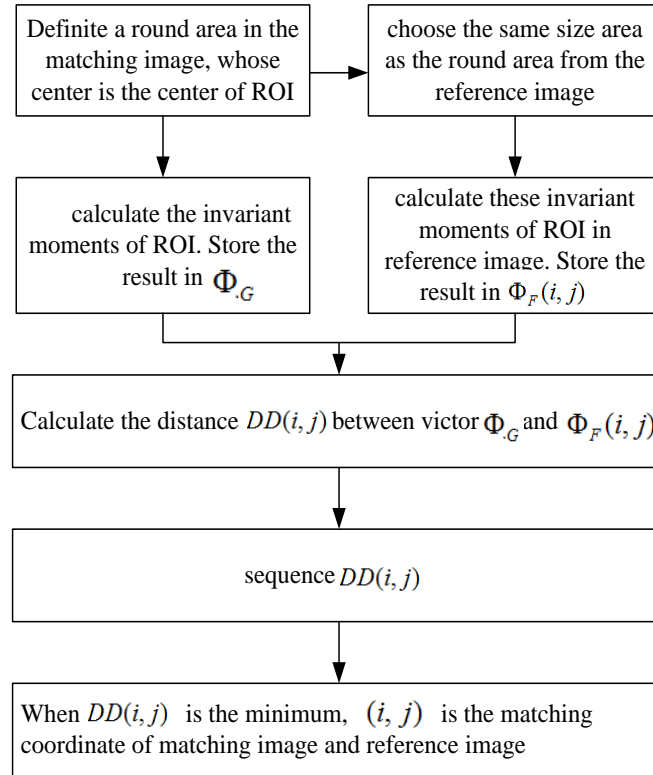 Definite a round area in the
matching image, whose
center is the center of ROI
choose the same size area
as the round area from the
reference image
calculate the invariant
moments of ROI. Store the
result in Φ.G
calculate these invariant
moments of ROI in
reference image. Store the
result in Φ_F(i, j)
Calculate the distance DD(i, j) between victor Φ.G and Φ_F(i, j)
sequence DD(i, j)
When DD(i, j) is the minimum, (i, j) is the matching
coordinate of matching image and reference image